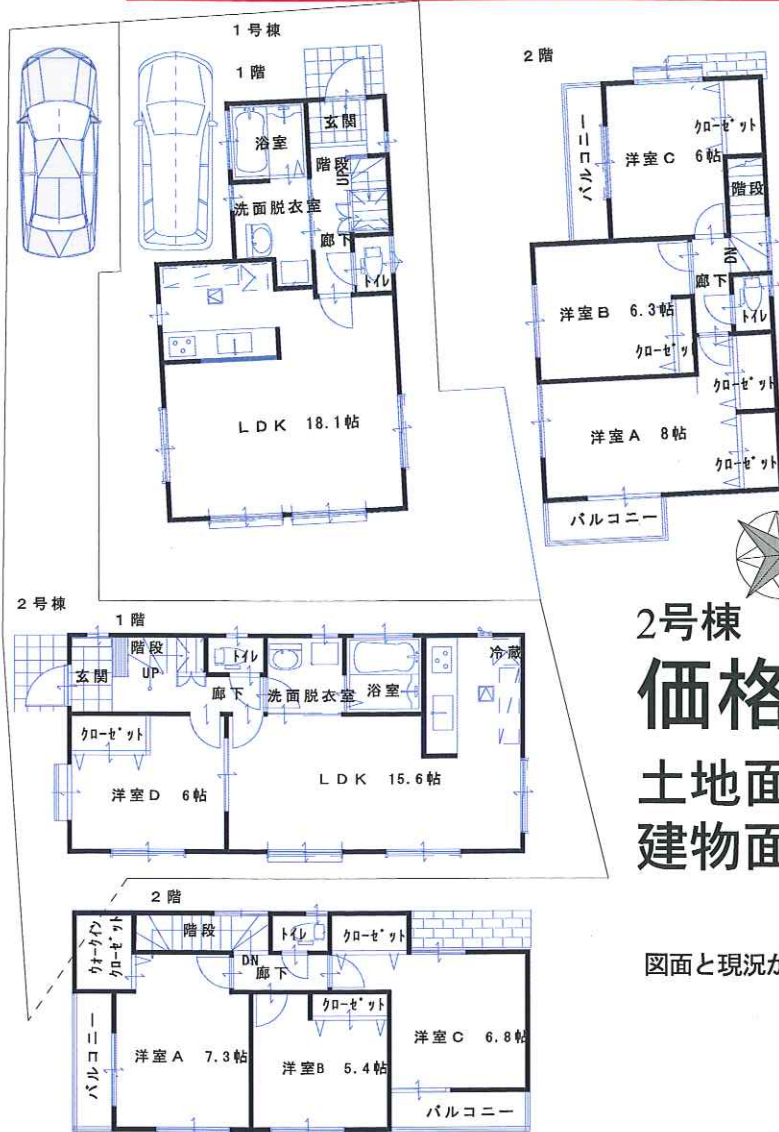 1号棟
1階
玄関
浴室
階段
UP
洗面脱衣室
廊下
トイレ
LDK 18.1帖
2階
バルコニー
クローゼット
洋室C 6帖
階段
DN
廊下
洋室B 6.3帖
トイレ
クローゼット
クローゼット
洋室A 8帖
クローゼット
バルコニー
2号棟
1階
階段
UP
玄関
トイレ
廊下
洗面脱衣室
浴室
冷蔵
クローゼット
洋室D 6帖
LDK 15.6帖
2階
ウォークイン
クローゼット
階段
DN
トイレ
廊下
クローゼット
クローゼット
バルコニー
洋室A 7.3帖
洋室B 5.4帖
洋室C 6.8帖
バルコニー
2号棟
価格
土地面
建物面
図面と現況が